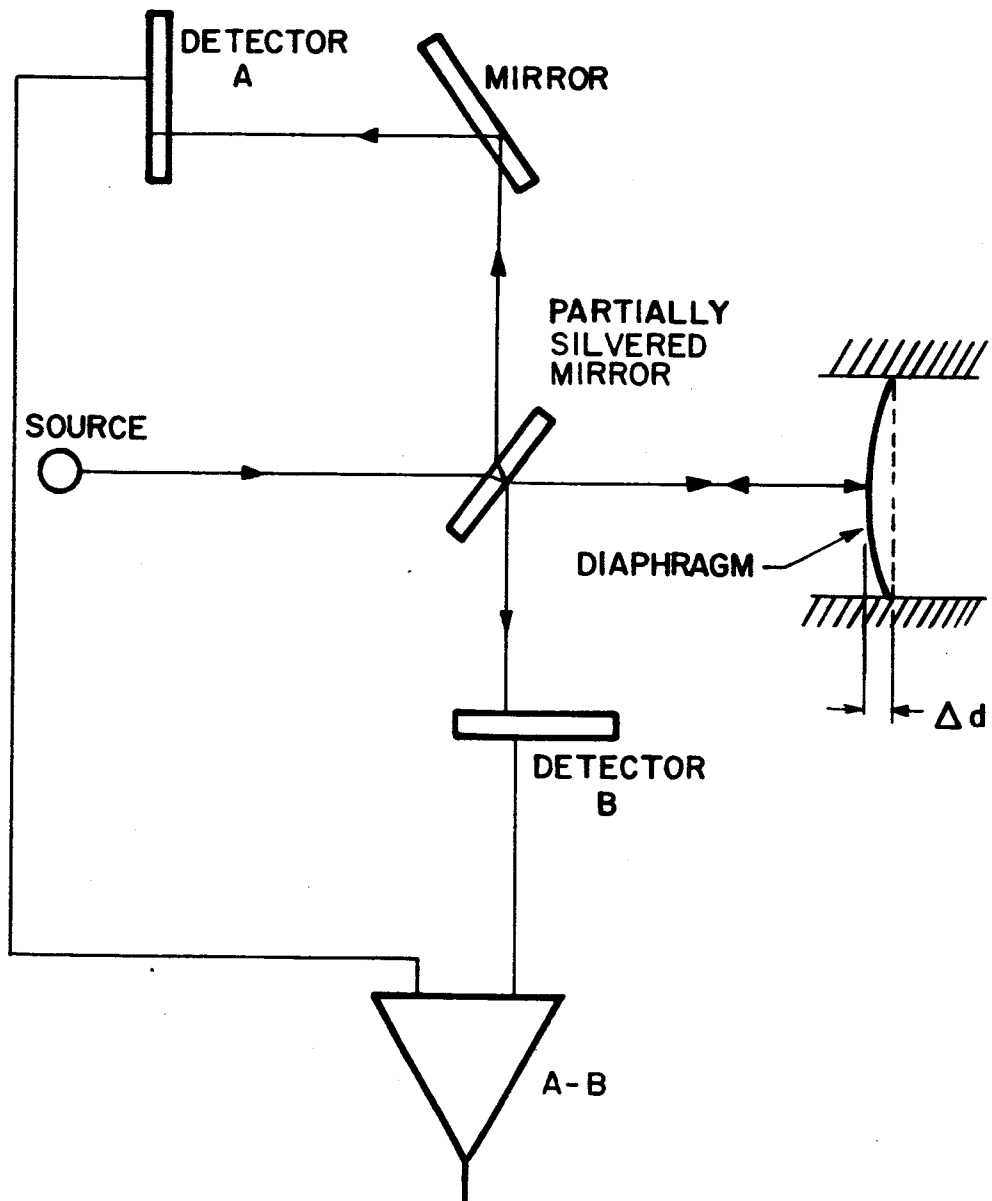 DETECTOR
A
MIRROR
PARTIALLY
SILVERED
MIRROR
SOURCE
DIAPHRAGM
Δd
DETECTOR
B
A-B